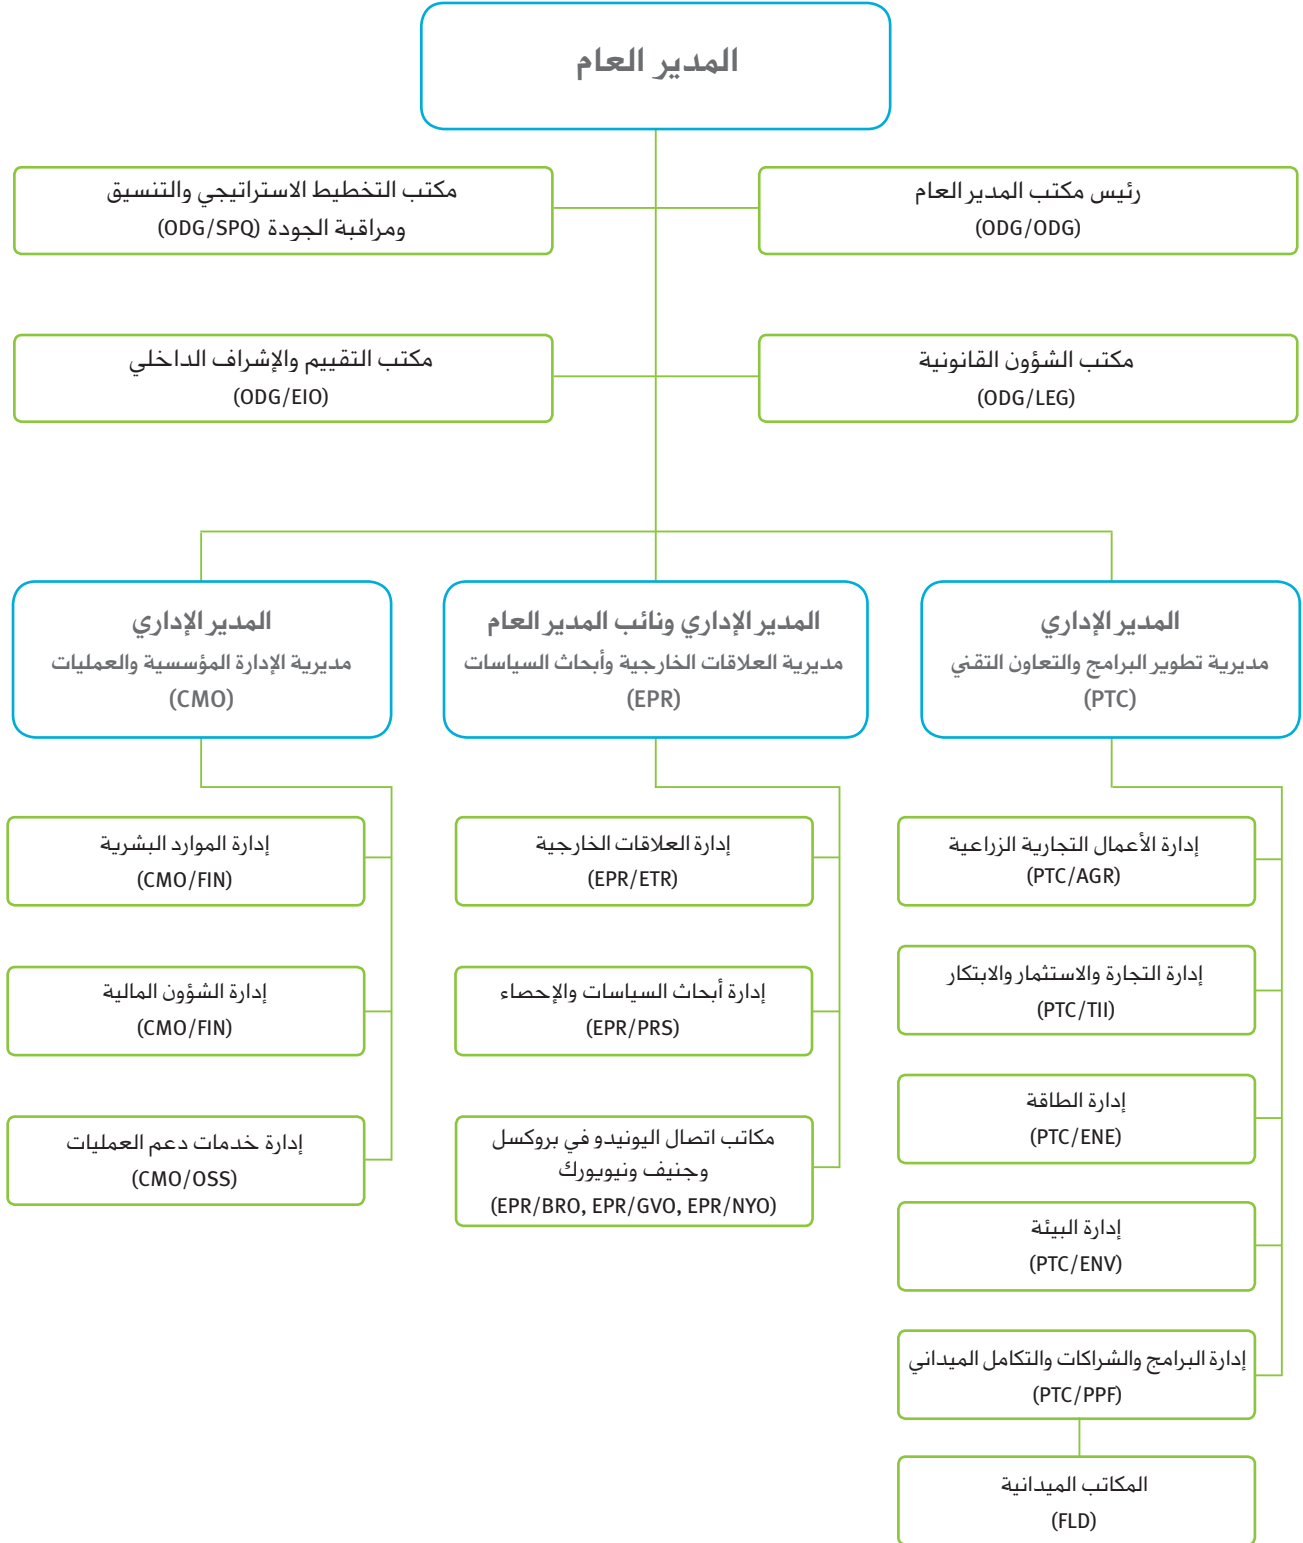 المدير العام
رئيس مكتب المدير العام
(ODG/ODG)
مكتب التخطيط الاستراتيجي والتنسيق
ومراقبة الجودة (ODG/SPQ)
مكتب الشؤون القانونية
(ODG/LEG)
مكتب التقييم والإشراف الداخلي
(ODG/EIO)
المدير الإداري
مديرية تطوير البرامج والتعاون التقني
(PTC)
المدير الإداري ونائب المدير العام
مديرية العلاقات الخارجية وأبحاث السياسات
(EPR)
المدير الإداري
مديرية الإدارة المؤسسية والعمليات
(CMO)
إدارة الأعمال التجارية الزراعية
(PTC/AGR)
إدارة التجارة والاستثمار والابتكار
(PTC/TII)
إدارة الطاقة
(PTC/ENE)
إدارة البيئة
(PTC/ENV)
إدارة البرامج والشراكات والتكامل الميداني
(PTC/PPF)
المكاتب الميدانية
(FLD)
إدارة العلاقات الخارجية
(EPR/ETR)
إدارة أبحاث السياسات والإحصاء
(EPR/PRS)
مكاتب اتصال اليونيدو في بروكسل
وجنيف ونيويورك
(EPR/BRO, EPR/GVO, EPR/NYO)
إدارة الموارد البشرية
(CMO/FIN)
إدارة الشؤون المالية
(CMO/FIN)
إدارة خدمات دعم العمليات
(CMO/OSS)